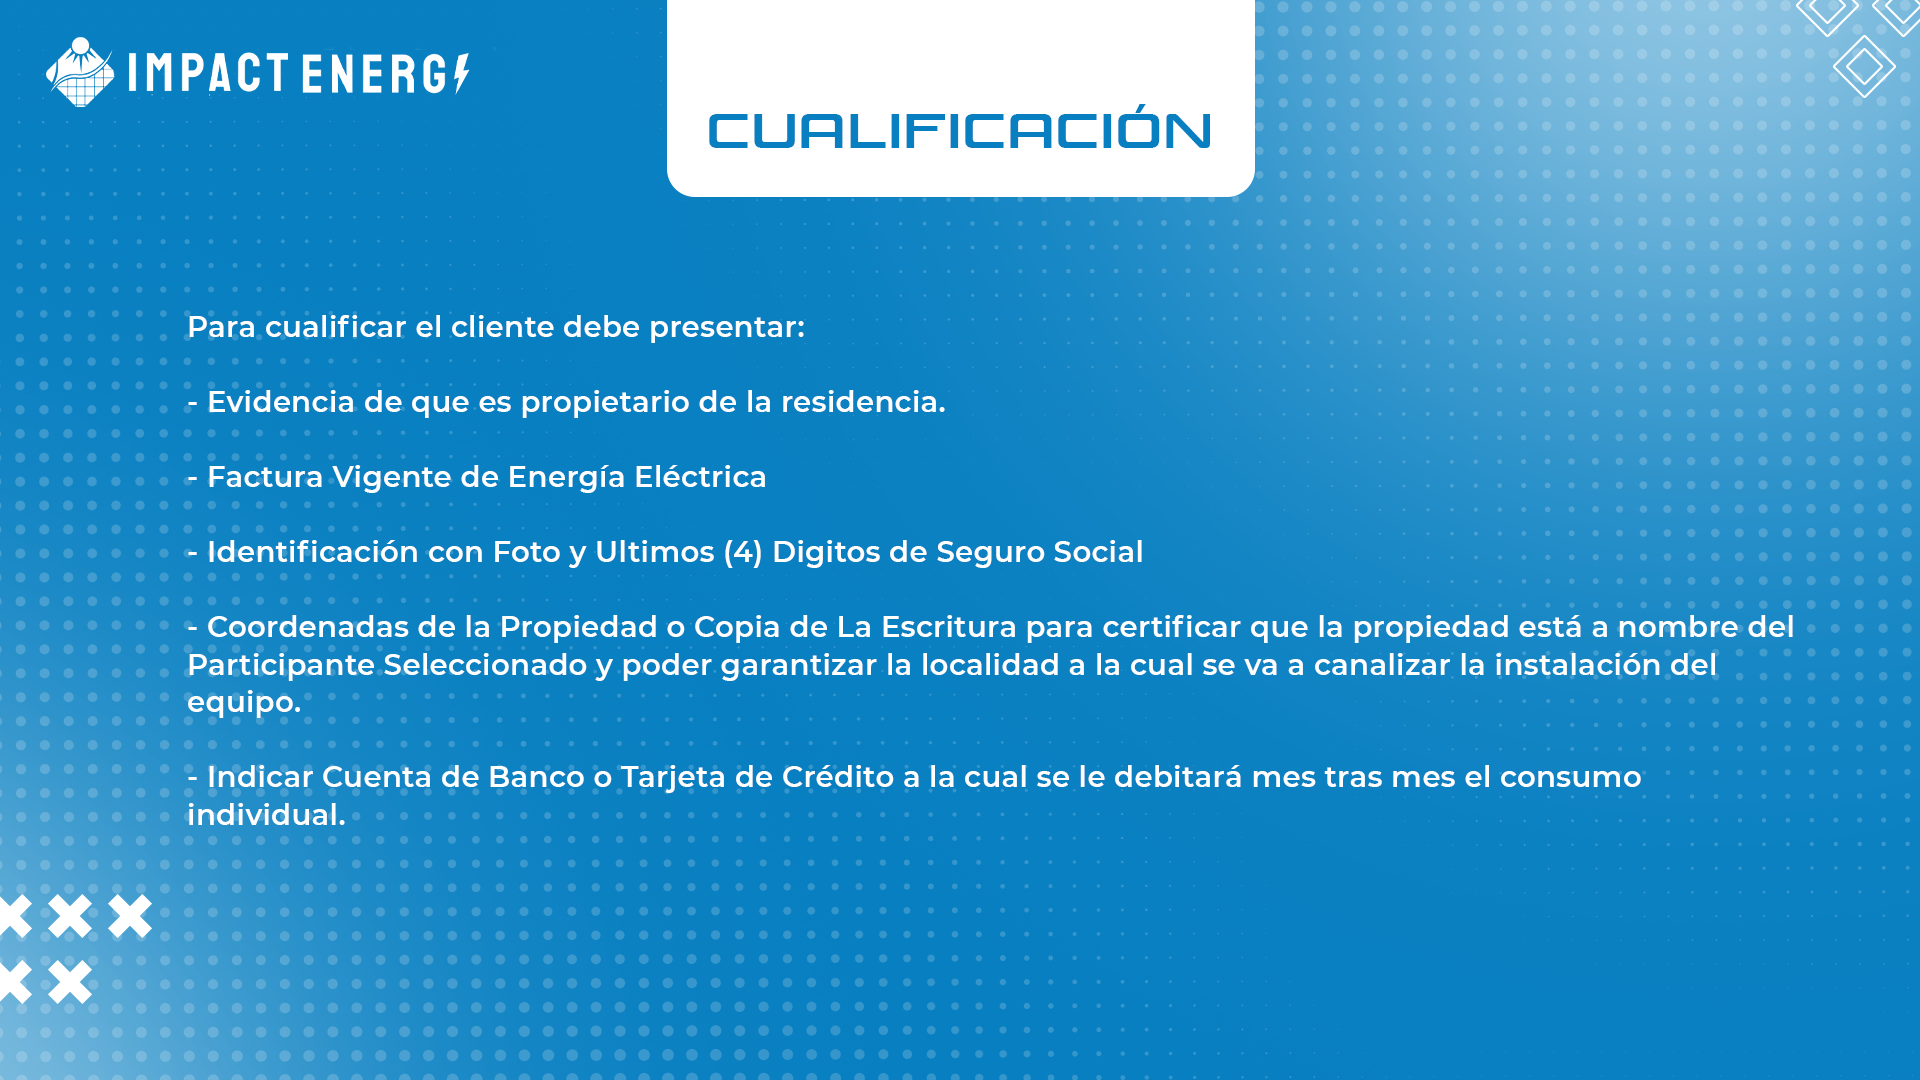 IMPACT ENERGY
CUALIFICACIÓN
Para cualificar el cliente debe presentar:
- Evidencia de que es propietario de la residencia.
- Factura Vigente de Energía Eléctrica
- Identificación con Foto y Ultimos (4) Digitos de Seguro Social
- Coordenadas de la Propiedad o Copia de La Escritura para certificar que la propiedad está a nombre del
Participante Seleccionado y poder garantizar la localidad a la cual se va a canalizar la instalación del
equipo.
- Indicar Cuenta de Banco o Tarjeta de Crédito a la cual se le debitará mes tras mes el consumo
individual.